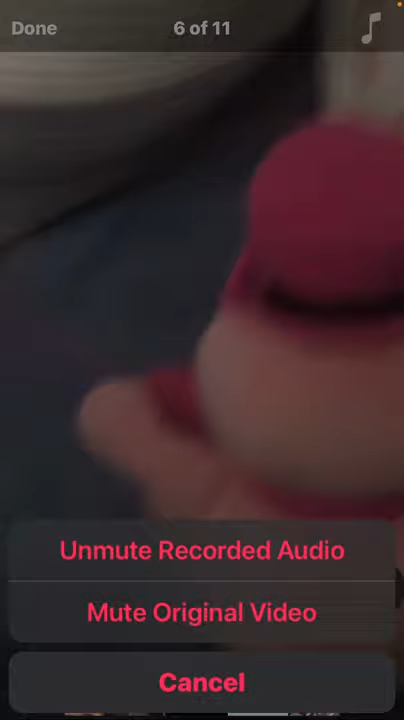 Done
6 of 11
Unmute Recorded Audio
Mute Original Video
Cancel